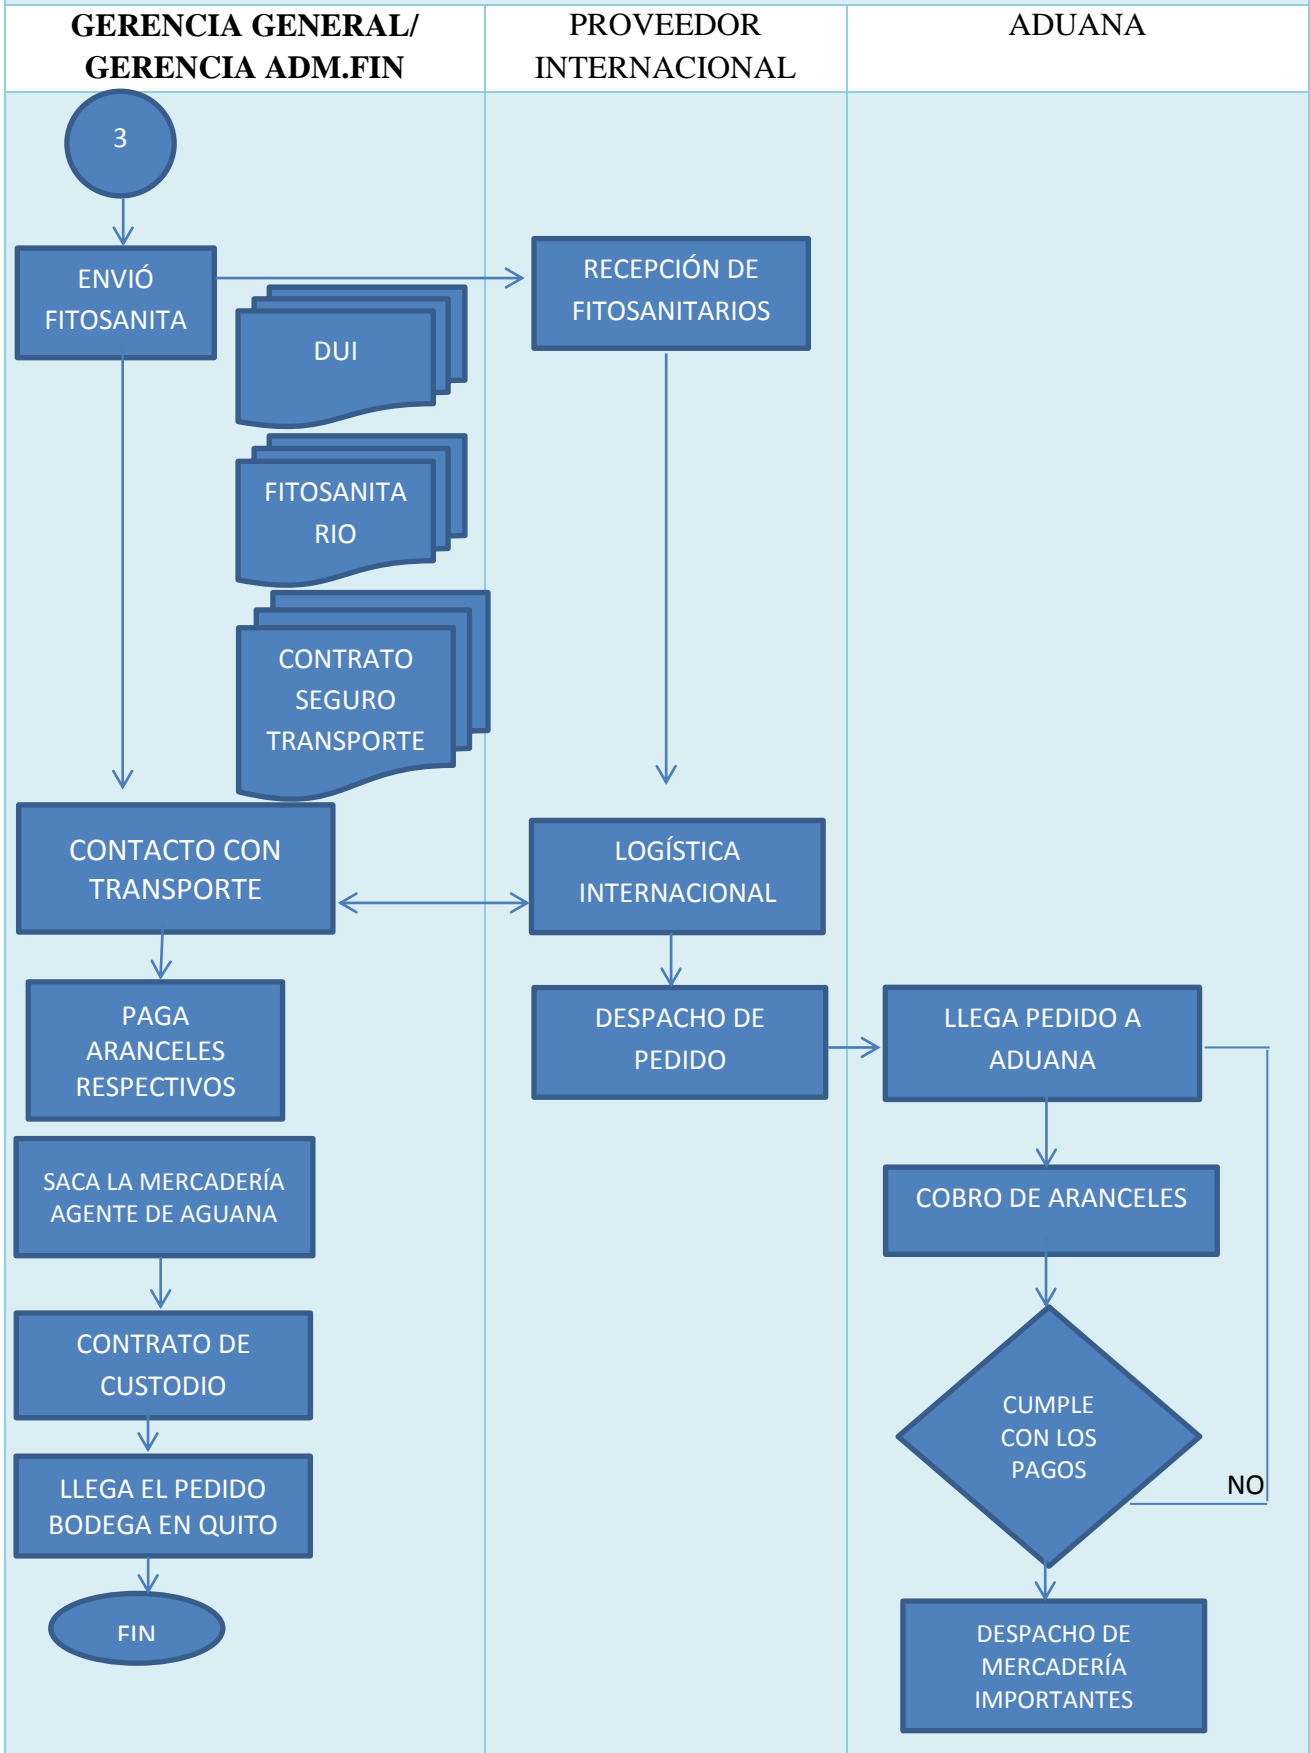 GERENCIA GENERAL/
GERENCIA ADM.FIN
PROVEEDOR
INTERNACIONAL
ADUANA
3
ENVIÓ
FITOSANITA
RECEPCIÓN DE
FITOSANITARIOS
DUI
FITOSANITA
RIO
CONTRATO
SEGURO
TRANSPORTE
CONTACTO CON
TRANSPORTE
LOGÍSTICA
INTERNACIONAL
PAGA
ARANCELES
RESPECTIVOS
DESPACHO DE
PEDIDO
LLEGA PEDIDO A
ADUANA
SACA LA MERCADERÍA
AGENTE DE AGUANA
COBRO DE ARANCELES
CONTRATO DE
CUSTODIO
CUMPLE
CON LOS
PAGOS
NO
LLEGA EL PEDIDO
BODEGA EN QUITO
FIN
DESPACHO DE
MERCADERÍA
IMPORTANTES